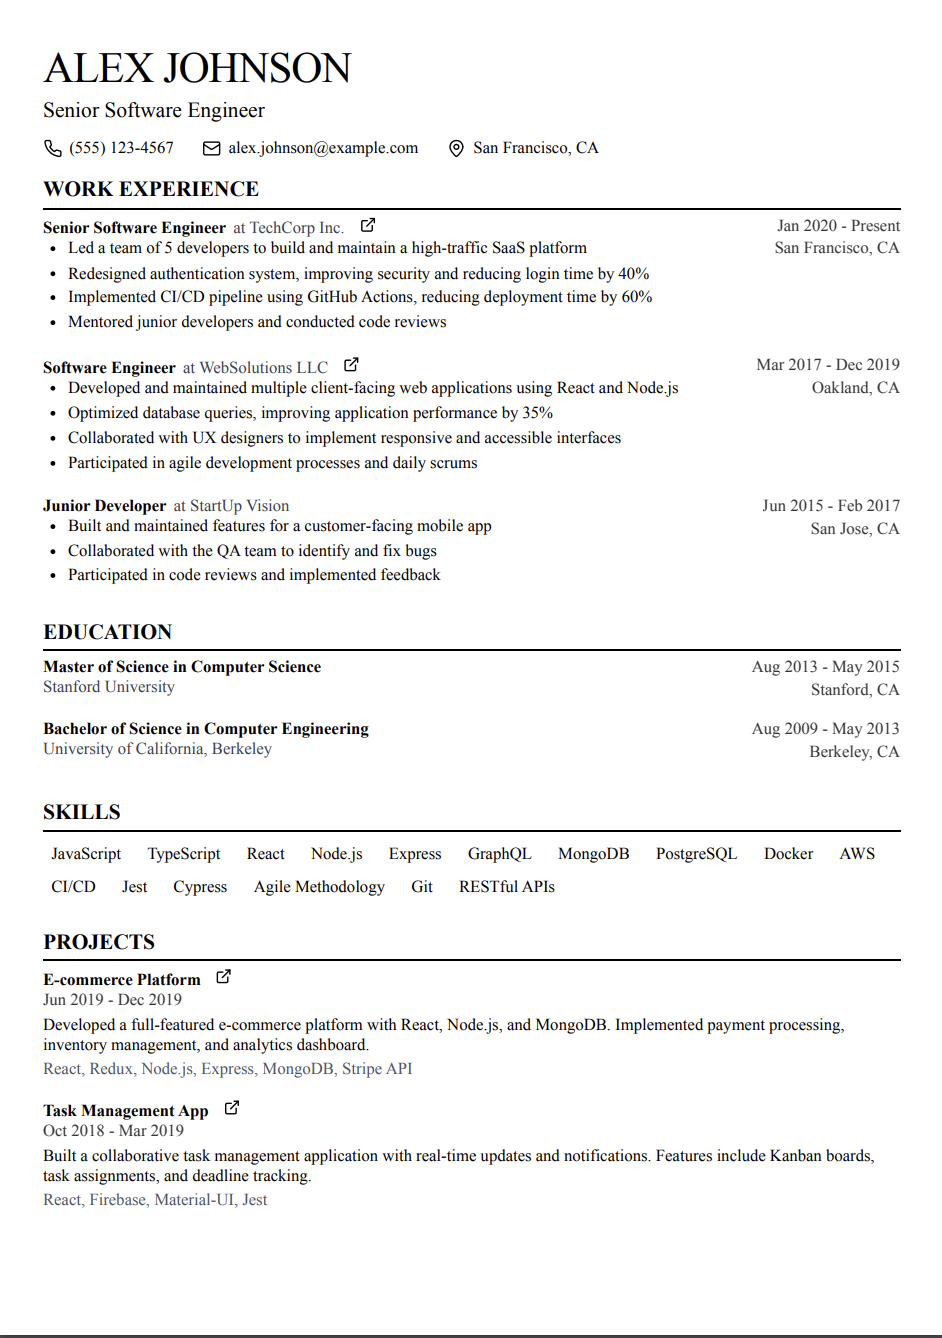 ALEX JOHNSON
Senior Software Engineer
(555) 123-4567 alex.johnson@example.com San Francisco, CA
WORK EXPERIENCE
Senior Software Engineer at TechCorp Inc. Jan 2020 - Present
• Led a team of 5 developers to build and maintain a high-traffic SaaS platform San Francisco, CA
• Redesigned authentication system, improving security and reducing login time by 40%
• Implemented CI/CD pipeline using GitHub Actions, reducing deployment time by 60%
• Mentored junior developers and conducted code reviews
Software Engineer at WebSolutions LLC Mar 2017 - Dec 2019
• Developed and maintained multiple client-facing web applications using React and Node.js Oakland, CA
• Optimized database queries, improving application performance by 35%
• Collaborated with UX designers to implement responsive and accessible interfaces
• Participated in agile development processes and daily scrums
Junior Developer at StartUp Vision Jun 2015 - Feb 2017
• Built and maintained features for a customer-facing mobile app San Jose, CA
• Collaborated with the QA team to identify and fix bugs
• Participated in code reviews and implemented feedback
EDUCATION
Master of Science in Computer Science Aug 2013 - May 2015
Stanford University Stanford, CA
Bachelor of Science in Computer Engineering Aug 2009 - May 2013
University of California, Berkeley Berkeley, CA
SKILLS
JavaScript TypeScript React Node.js Express GraphQL MongoDB PostgreSQL Docker AWS
CI/CD Jest Cypress Agile Methodology Git RESTful APIs
PROJECTS
E-commerce Platform
Jun 2019 - Dec 2019
Developed a full-featured e-commerce platform with React, Node.js, and MongoDB. Implemented payment processing,
inventory management, and analytics dashboard.
React, Redux, Node.js, Express, MongoDB, Stripe API
Task Management App
Oct 2018 - Mar 2019
Built a collaborative task management application with real-time updates and notifications. Features include Kanban boards,
task assignments, and deadline tracking.
React, Firebase, Material-UI, Jest